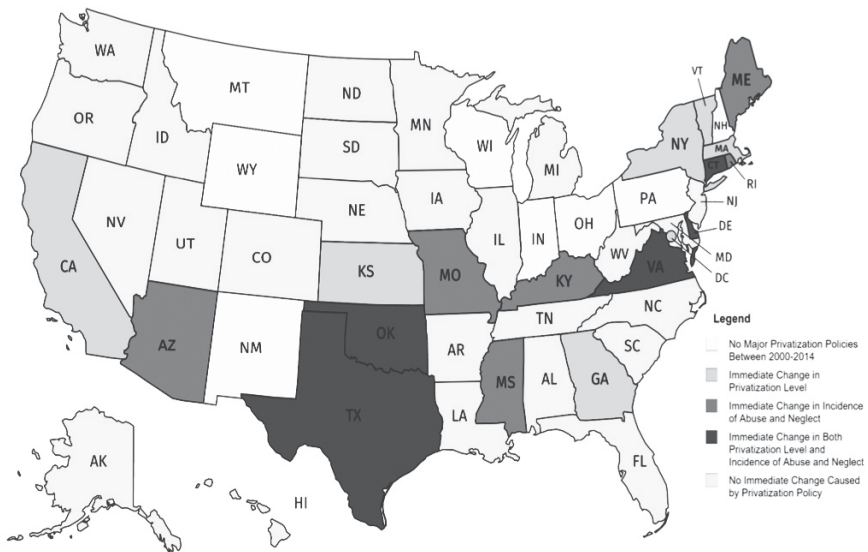 WA
MT
ND
MN
VT
ME
OR
ID
SD
WI
NY
NH
MA
WY
MI
CT
RI
IA
PA
NJ
NV
NE
OH
DE
UT
IL
IN
MD
CO
WV
DC
CA
KS
MO
KY
VA
NC
TN
AZ
OK
NM
AR
SC
MS
AL
GA
TX
LA
FL
AK
HI
Legend
No Major Privatization Policies
Between 2000-2014
Immediate Change in
Privatization Level
Immediate Change in Incidence
of Abuse and Neglect
Immediate Change in Both
Privatization Level and
Incidence of Abuse and Neglect
No Immediate Change Caused
by Privatization Policy